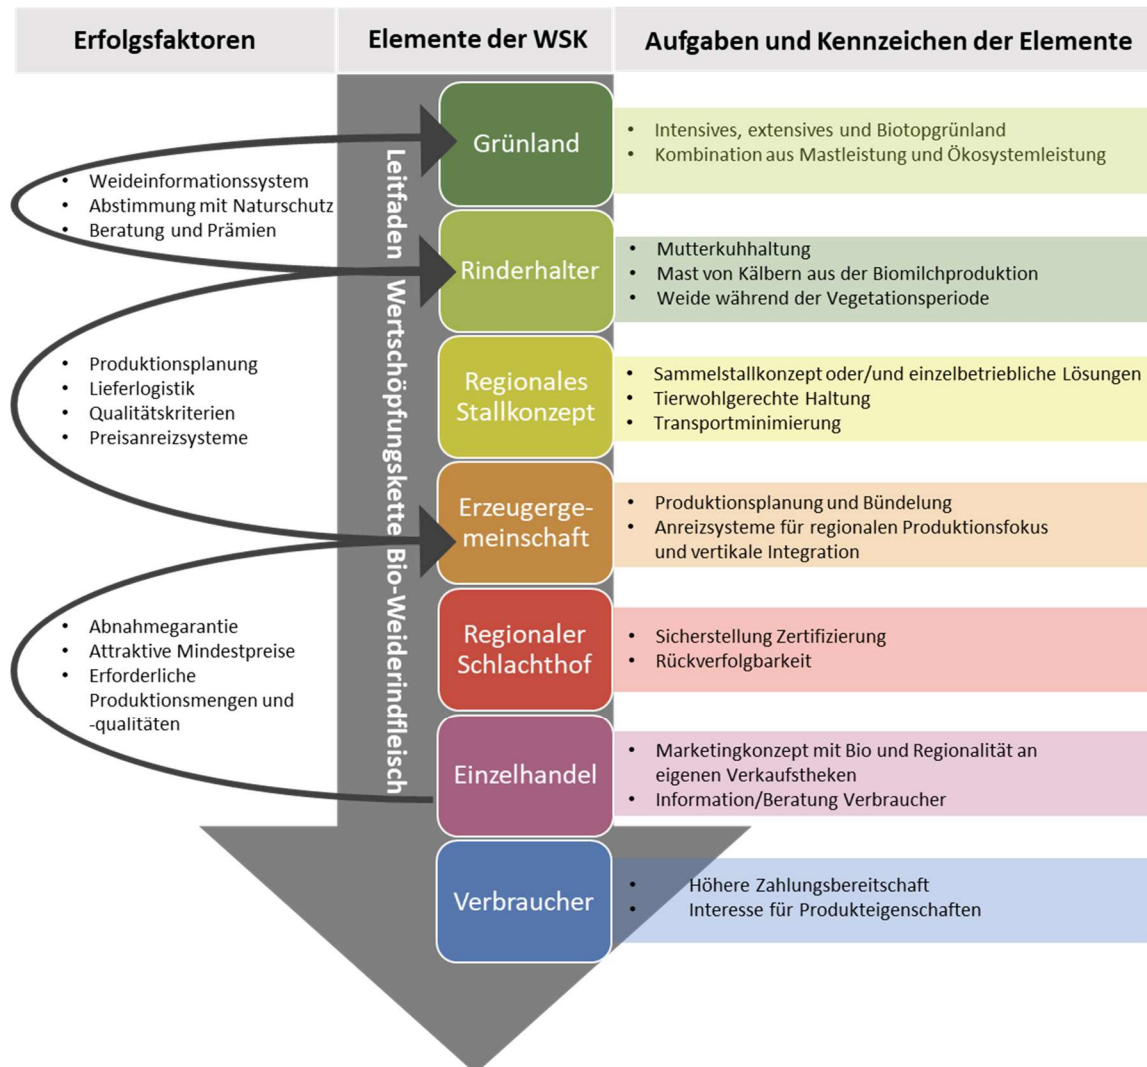 Erfolgsfaktoren
Elemente der WSK
Aufgaben und Kennzeichen der Elemente
Leitfaden Wertschöpfungskette Bio-Weiderindfleisch
• Weideinformationssystem
• Abstimmung mit Naturschutz
• Beratung und Prämien
• Produktionsplanung
• Lieferlogistik
• Qualitätskriterien
• Preisanreizsysteme
• Abnahmegarantie
• Attraktive Mindestpreise
• Erforderliche
Produktionsmengen und
-qualitäten
Grünland
• Intensives, extensives und Biotopgrünland
• Kombination aus Mastleistung und Ökosystemleistung
Rinderhalter
• Mutterkuhhaltung
• Mast von Kälbern aus der Biomilchproduktion
• Weide während der Vegetationsperiode
Regionales
Stallkonzept
• Sammelstallkonzept oder/und einzelbetriebliche Lösungen
• Tierwohlgerechte Haltung
• Transportminimierung
Erzeugerge-
meinschaft
• Produktionsplanung und Bündelung
• Anreizsysteme für regionalen Produktionsfokus
und vertikale Integration
Regionaler
Schlachthof
• Sicherstellung Zertifizierung
• Rückverfolgbarkeit
Einzelhandel
• Marketingkonzept mit Bio und Regionalität an
eigenen Verkaufstheken
• Information/Beratung Verbraucher
Verbraucher
• Höhere Zahlungsbereitschaft
• Interesse für Produkteigenschaften